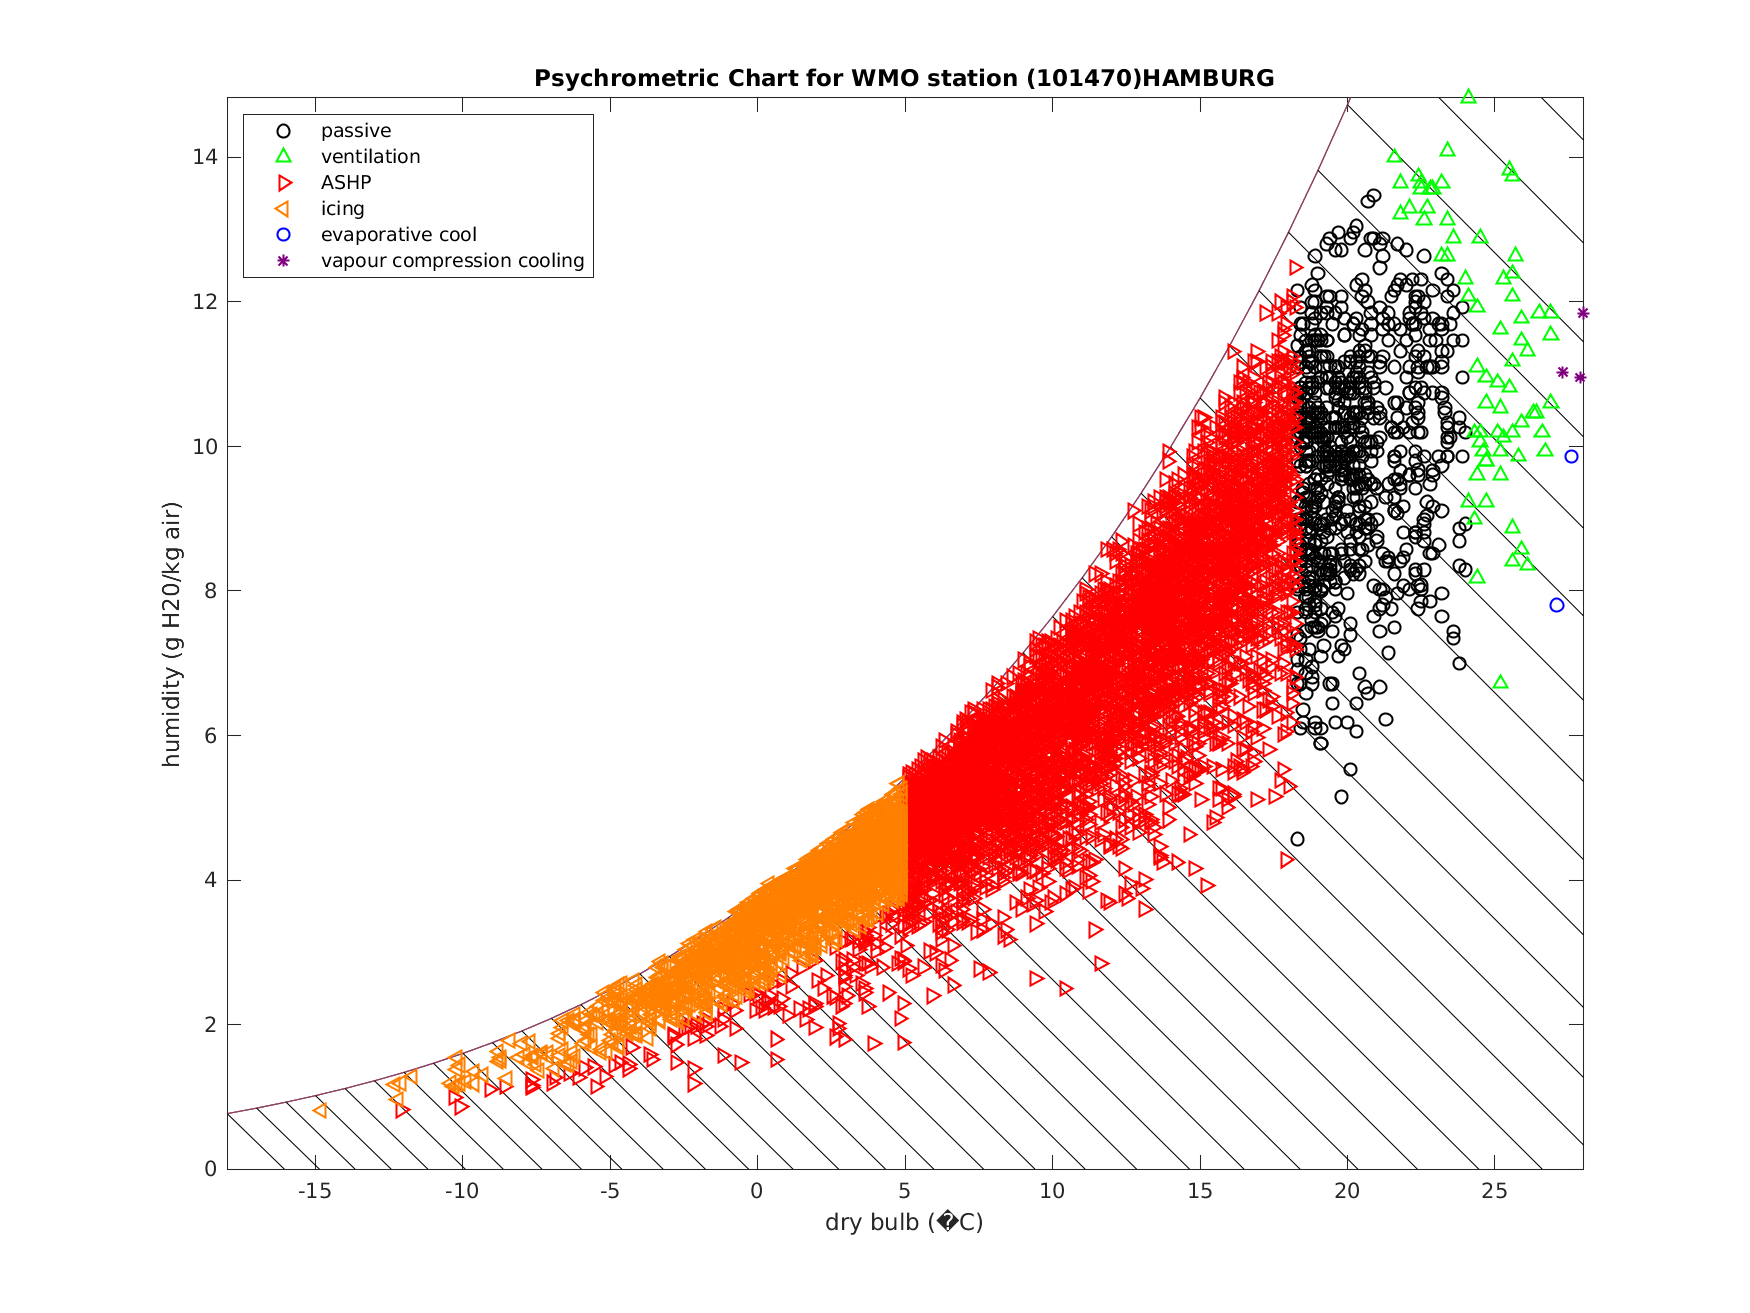 Psychrometric Chart for WMO station (101470)HAMBURG
passive
ventilation
ASHP
icing
evaporative cool
vapour compression cooling
humidity (g H20/kg air)
14
12
10
8
6
4
2
0
-15 -10 -5 0 5 10 15 20 25
dry bulb (�C)